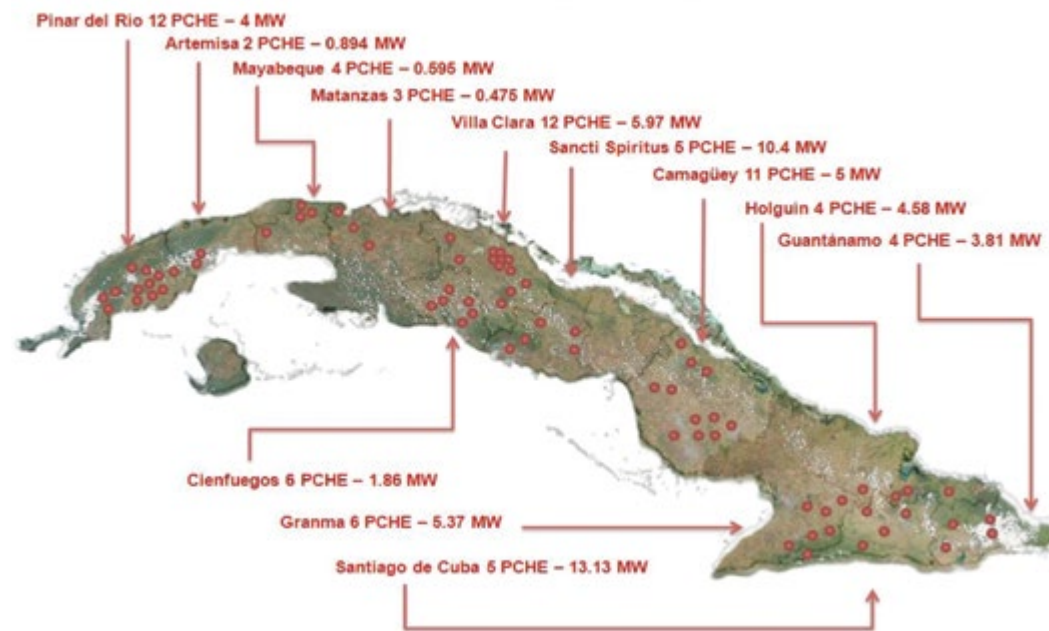 Pinar del Rio 12 PCHE – 4 MW
Artemisa 2 PCHE – 0.894 MW
Mayabeque 4 PCHE – 0.595 MW
Matanzas 3 PCHE – 0.475 MW
Villa Clara 12 PCHE – 5.97 MW
Sancti Spiritus 5 PCHE – 10.4 MW
Camagüey 11 PCHE – 5 MW
Holguin 4 PCHE – 4.58 MW
Guantánamo 4 PCHE – 3.81 MW
Cienfuegos 6 PCHE – 1.86 MW
Granma 6 PCHE – 5.37 MW
Santiago de Cuba 5 PCHE – 13.13 MW